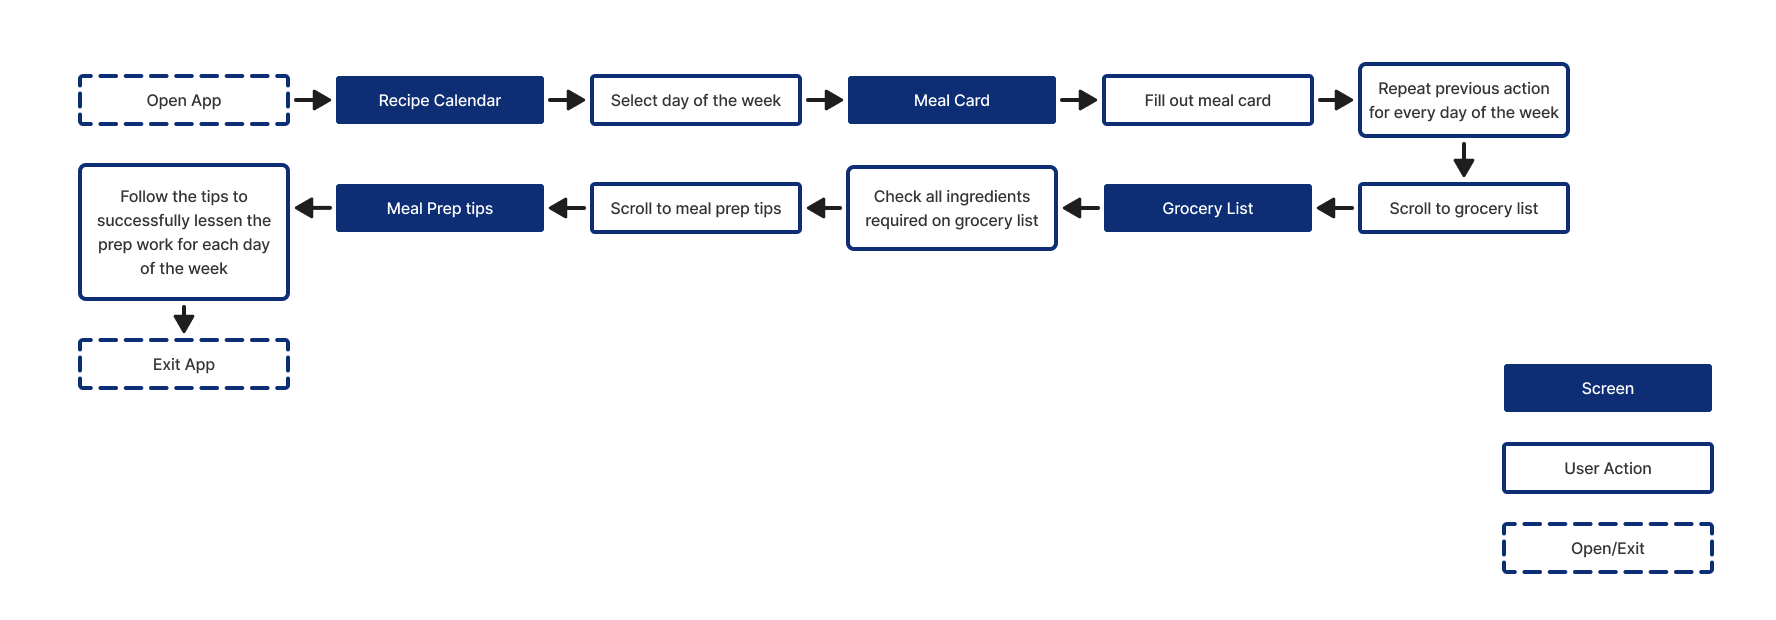 Open App
Recipe Calendar
Select day of the week
Meal Card
Fill out meal card
Repeat previous action
for every day of the week
Scroll to grocery list
Grocery List
Check all ingredients
required on grocery list
Scroll to meal prep tips
Meal Prep tips
Follow the tips to
successfully lessen the
prep work for each day
of the week
Exit App
Screen
User Action
Open/Exit